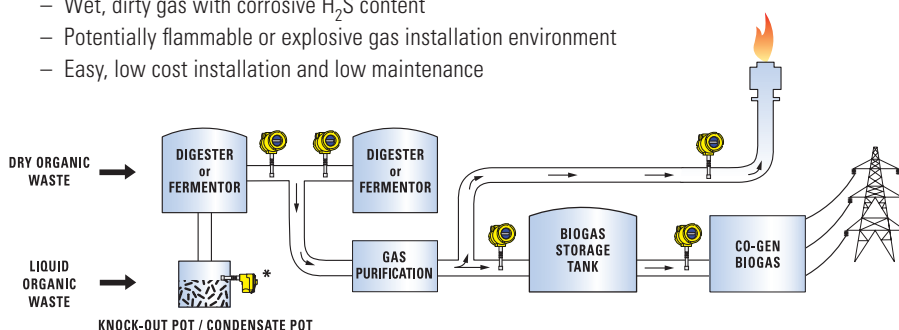 – Wet, dirty gas with corrosive H₂S content
– Potentially flammable or explosive gas installation environment
– Easy, low cost installation and low maintenance
DRY ORGANIC
WASTE
DIGESTER
or
FERMENTOR
DIGESTER
or
FERMENTOR
LIQUID
ORGANIC
WASTE
*
GAS
PURIFICATION
BIOGAS
STORAGE
TANK
CO-GEN
BIOGAS
KNOCK-OUT POT / CONDENSATE POT